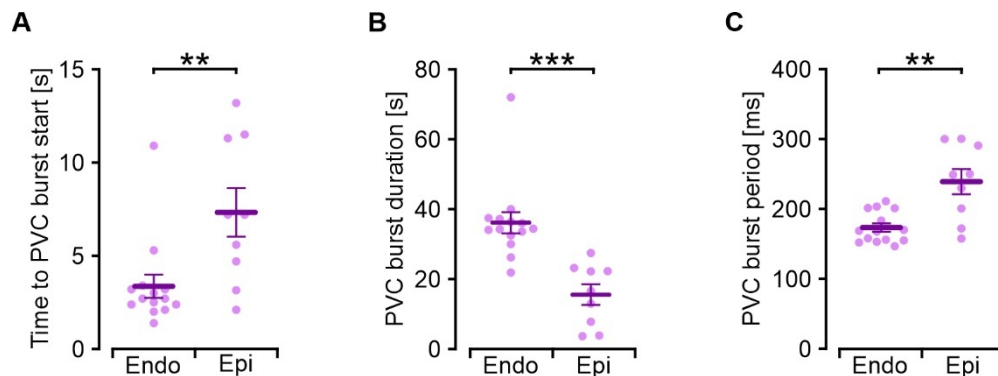 A
Time to PVC burst start [s]
**
15
10
5
0
Endo
Epi
B
PVC burst duration [s]
***
80
60
40
20
0
Endo
Epi
C
PVC burst period [ms]
**
400
300
200
100
0
Endo
Epi